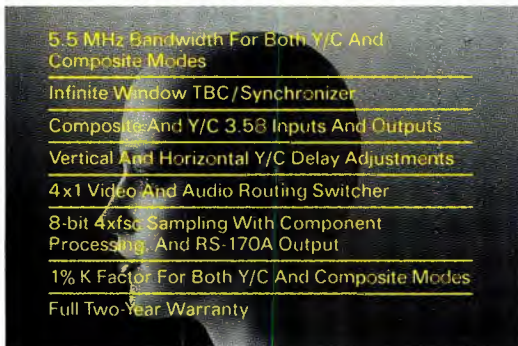 5.5 MHz Bandwidth For Both Y/C And
Composite Modes
Infinite Window TBC/Synchronizer
Composite And Y/C 3.58 Inputs And Outputs
Vertical And Horizontal Y/C Delay Adjustments
4x1 Video And Audio Routing Switcher
8-bit 4xfsc Sampling With Component
Processing, And RS-170A Output
1% K Factor For Both Y/C And Composite Modes
Full Two-Year Warranty